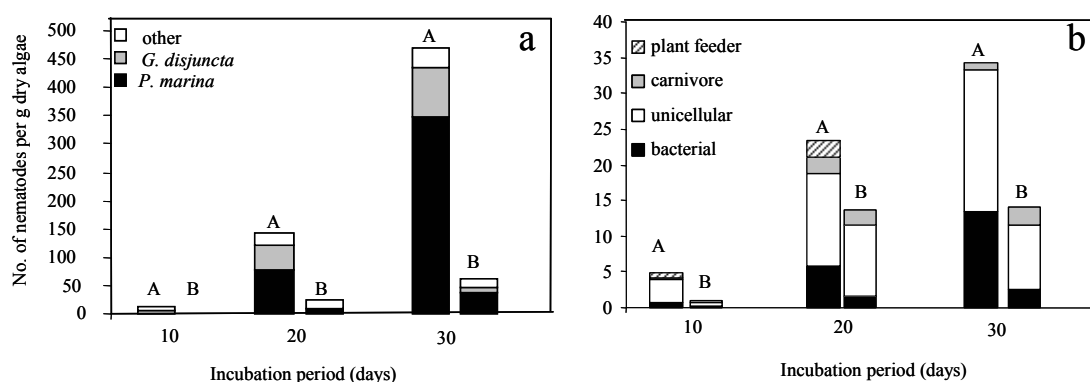 a
No. of nematodes per g dry algae
500
450
400
350
300
250
200
150
100
50
0
other
G. disjuncta
P. marina
A
B
A
B
A
B
10
20
30
Incubation period (days)
b
40
35
30
25
20
15
10
5
0
plant feeder
carnivore
unicellular
bacterial
A
B
A
B
A
B
10
20
30
Incubation period (days)